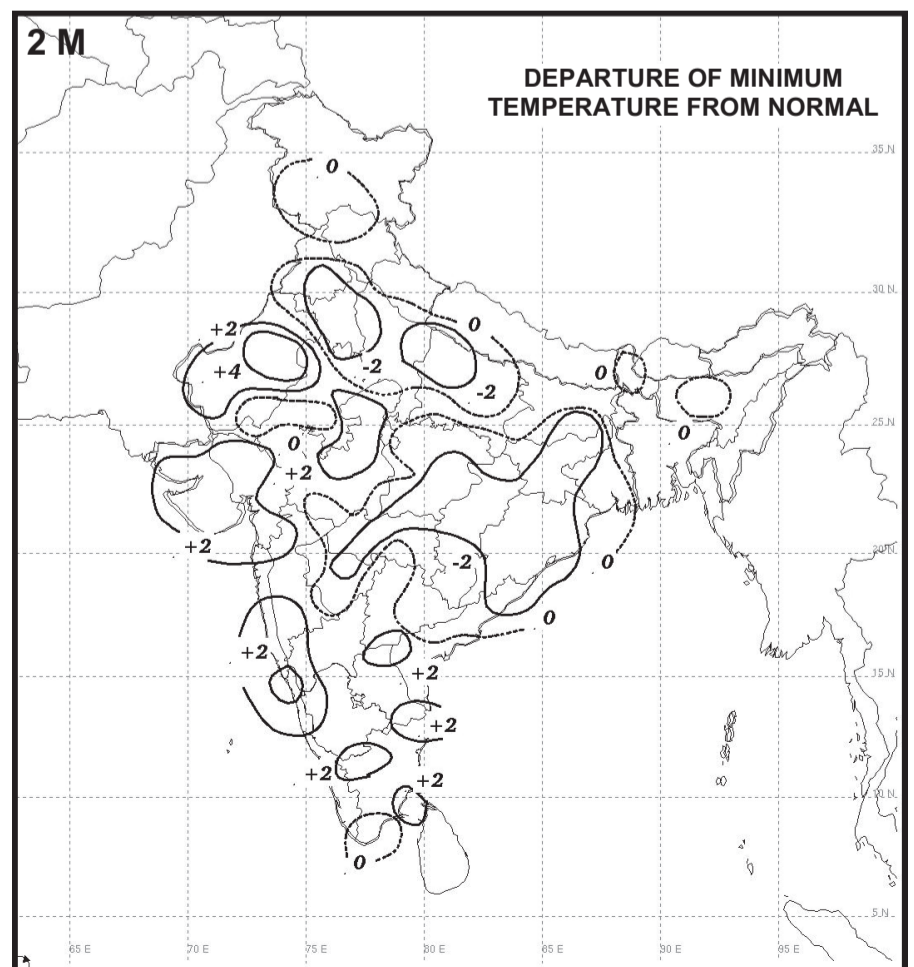 2 M
DEPARTURE OF MINIMUM
TEMPERATURE FROM NORMAL
35 N
0
30 N
+2
0
+4
-2
0
-2
25 N
0
0
+2
+2
-2
0
20 N
0
+2
+2
15 N
+2
+2
+2
10 N
0
5 N
65 E
70 E
75 E
80 E
85 E
90 E
95 E